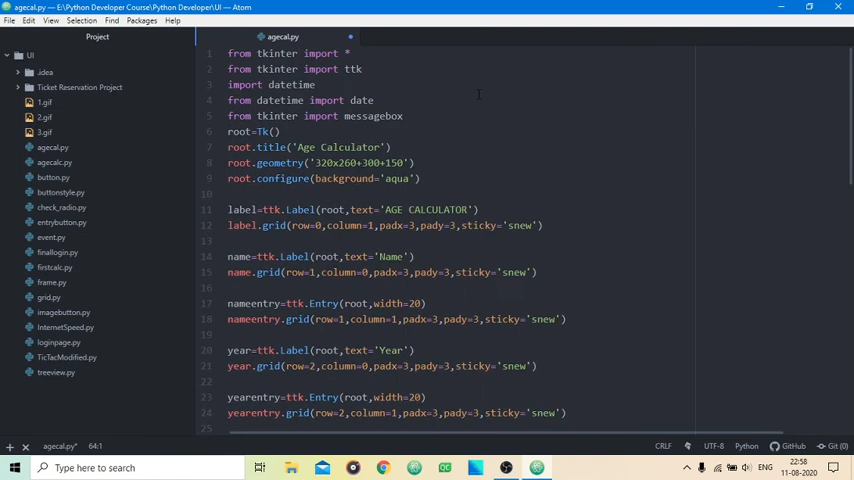 agecal.py — E:\Python Developer Course\Python Developer\UI — Atom
File Edit View Selection Find Packages Help
Project
agecal.py
UI
.idea
Ticket Reservation Project
1.gif
2.gif
3.gif
agecal.py
agecalc.py
button.py
buttonstyle.py
check_radio.py
entrybutton.py
event.py
finallogin.py
firstcalc.py
frame.py
grid.py
imagebutton.py
InternetSpeed.py
loginpage.py
TicTacModified.py
treeview.py
1 from tkinter import *
2 from tkinter import ttk
3 import datetime
4 from datetime import date
5 from tkinter import messagebox
6 root=Tk()
7 root.title('Age Calculator')
8 root.geometry('320x260+300+150')
9 root.configure(background='aqua')
10
11 label=ttk.Label(root,text='AGE CALCULATOR')
12 label.grid(row=0,column=1,padx=3,pady=3,sticky='snew')
13
14 name=ttk.Label(root,text='Name')
15 name.grid(row=1,column=0,padx=3,pady=3,sticky='snew')
16
17 nameentry=ttk.Entry(root,width=20)
18 nameentry.grid(row=1,column=1,padx=3,pady=3,sticky='snew')
19
20 year=ttk.Label(root,text='Year')
21 year.grid(row=2,column=0,padx=3,pady=3,sticky='snew')
22
23 yearentry=ttk.Entry(root,width=20)
24 yearentry.grid(row=2,column=1,padx=3,pady=3,sticky='snew')
25
agecal.py* 64:1 CRLF UTF-8 Python GitHub Git (0)
Type here to search
ENG
22:58
11-08-2020